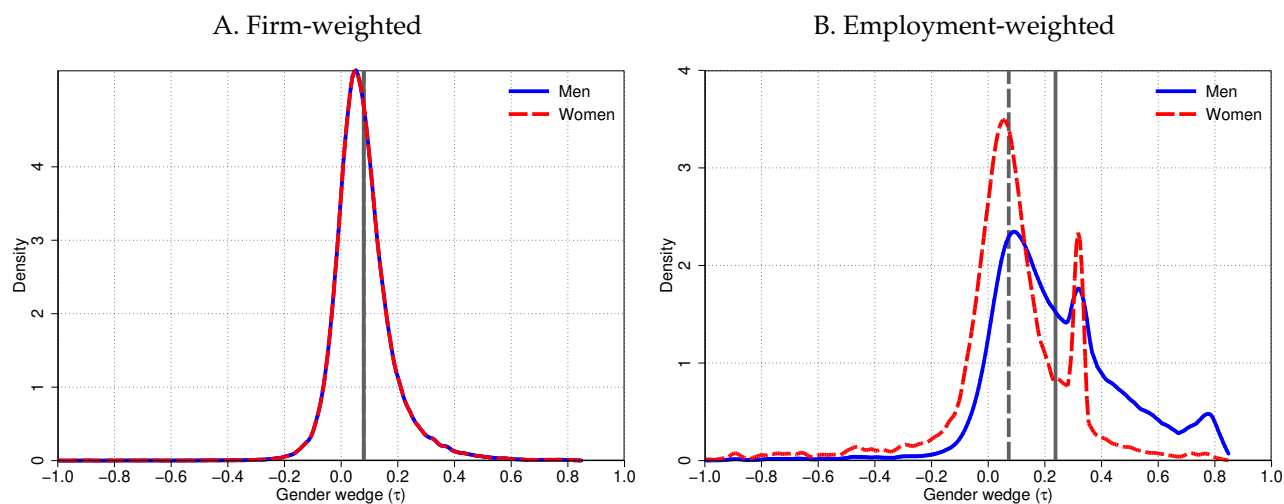 A. Firm-weighted
Men
Women
Density
0
1
2
3
4
−1.0 −0.8 −0.6 −0.4 −0.2 0.0 0.2 0.4 0.6 0.8 1.0
Gender wedge (τ)
B. Employment-weighted
Men
Women
Density
0
1
2
3
4
−1.0 −0.8 −0.6 −0.4 −0.2 0.0 0.2 0.4 0.6 0.8 1.0
Gender wedge (τ)